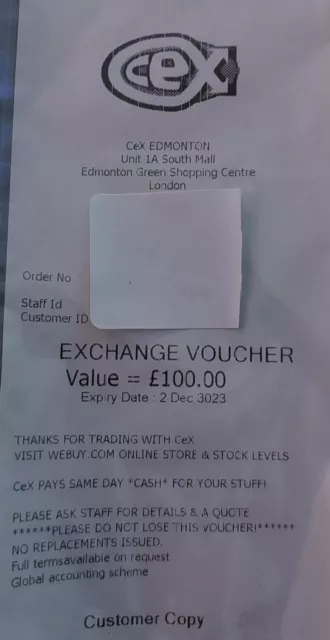 CeX
CeX EDMONTON
Unit 1A South Mall
Edmonton Green Shopping Centre
London
Order No
Staff Id
Customer ID
EXCHANGE VOUCHER
Value = £100.00
Expiry Date : 2 Dec 3023
THANKS FOR TRADING WITH CeX
VISIT WEBUY.COM ONLINE STORE & STOCK LEVELS
CeX PAYS SAME DAY *CASH* FOR YOUR STUFF!
PLEASE ASK STAFF FOR DETAILS & A QUOTE
******PLEASE DO NOT LOSE THIS VOUCHER!******
NO REPLACEMENTS ISSUED.
Full termsavailable on request
Global accounting scheme
Customer Copy